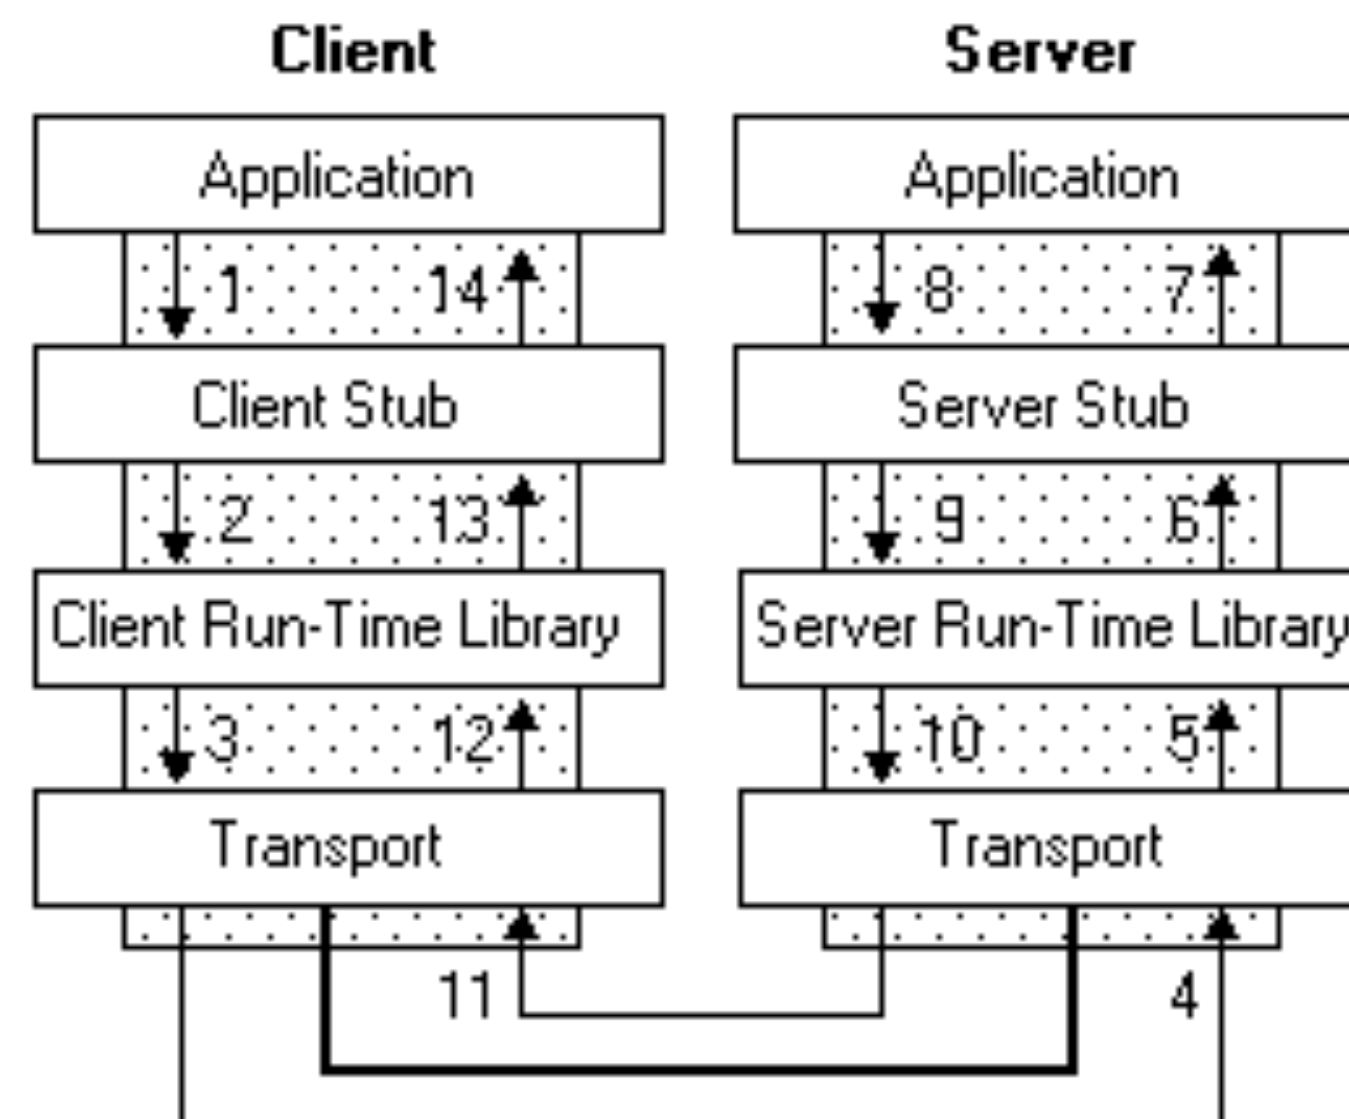 Client Server
Application Application
1 14 8 7
Client Stub Server Stub
2 13 9 6
Client Run-Time Library Server Run-Time Library
3 12 10 5
Transport Transport
11 4